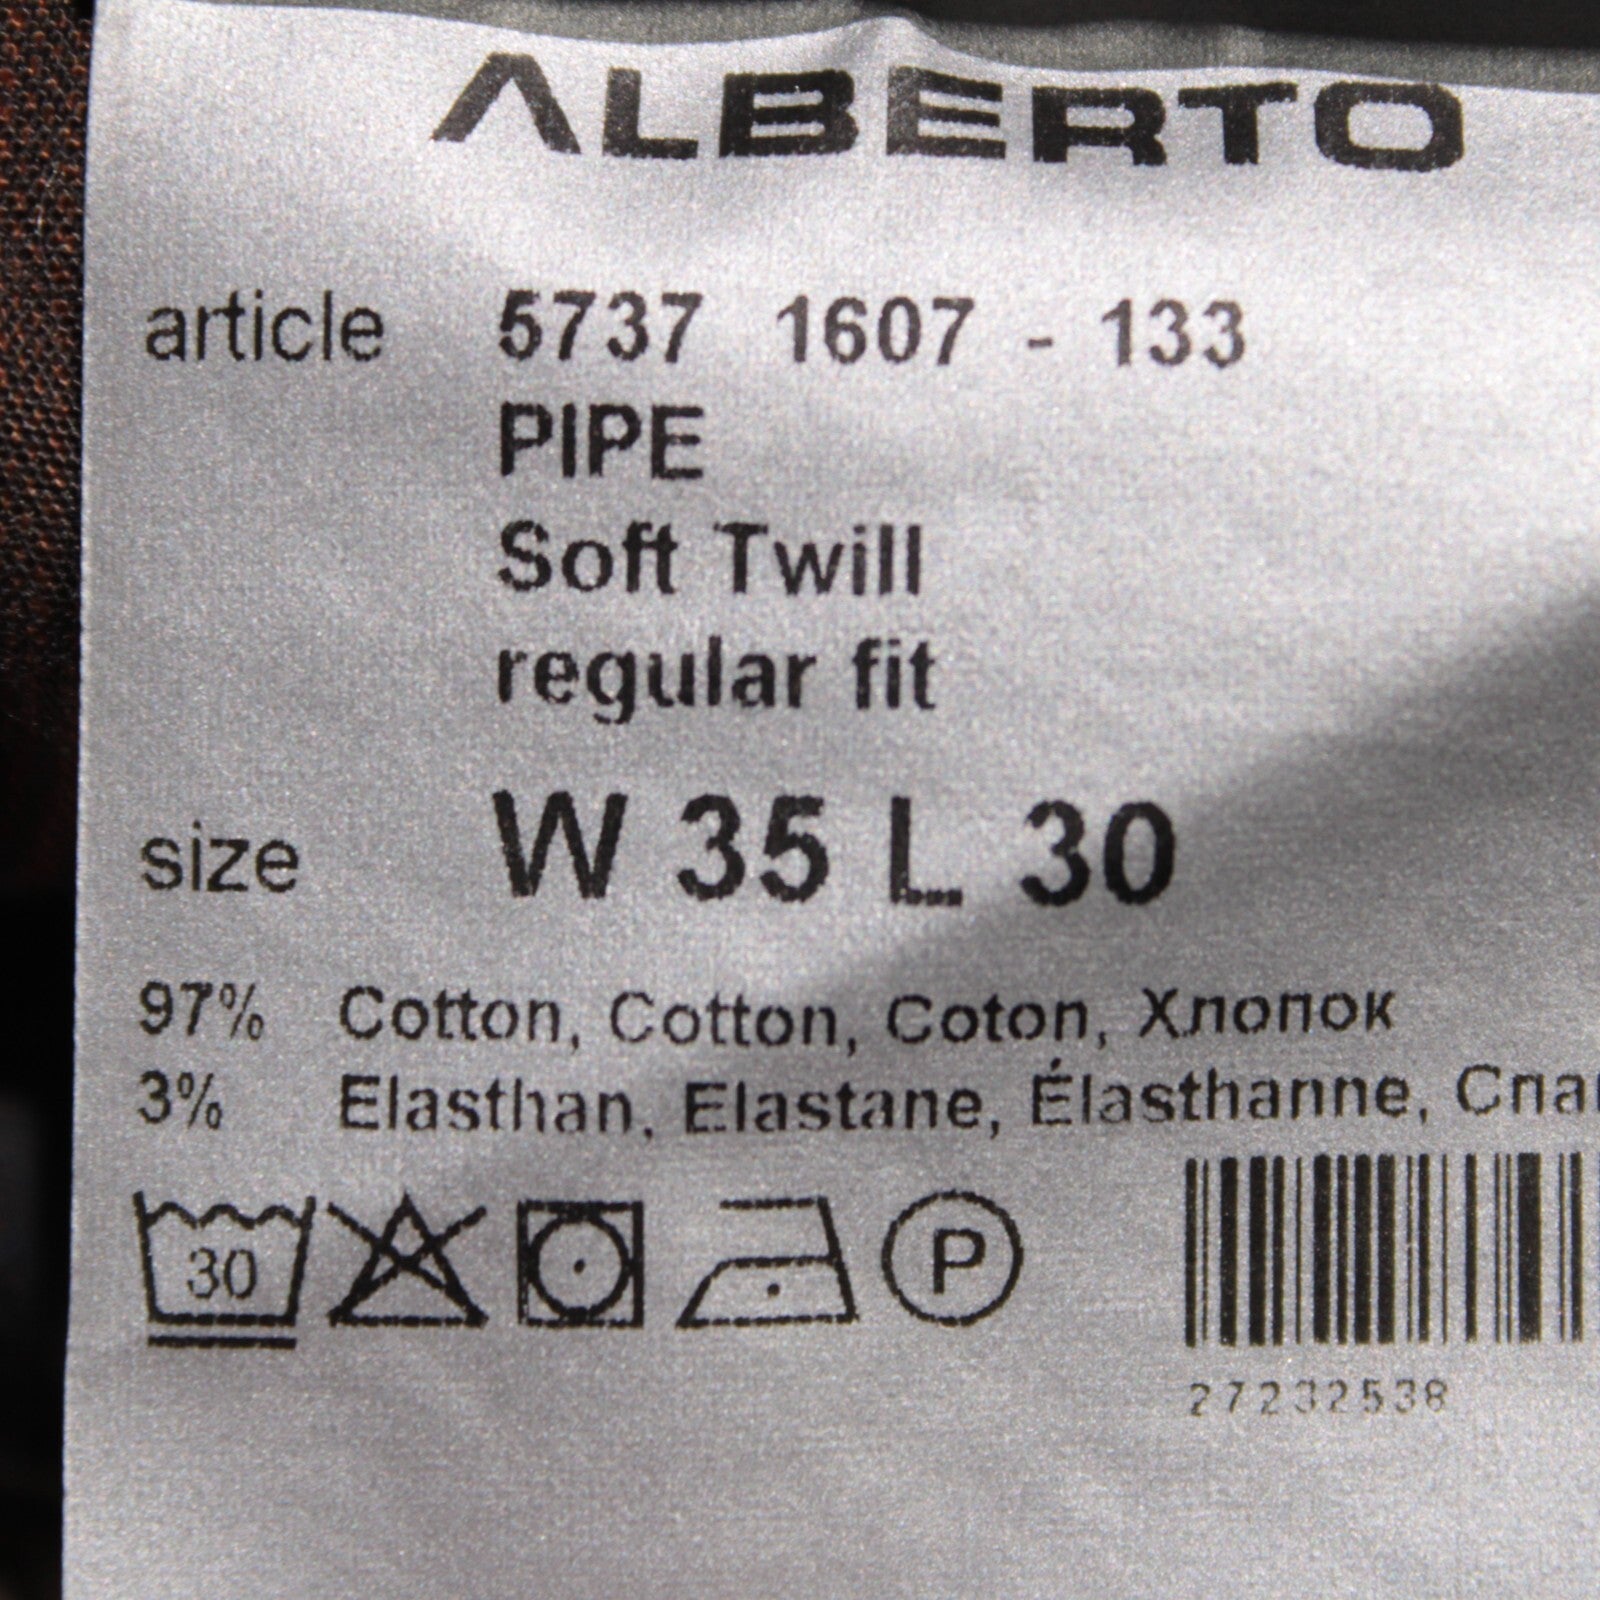 ALBERTO
article 5737 1607 - 133
PIPE
Soft Twill
regular fit
size W 35 L 30
97% Cotton, Cotton, Coton, Хлопок
3% Elasthan, Elastane, Élasthanne,
30 P
27232538